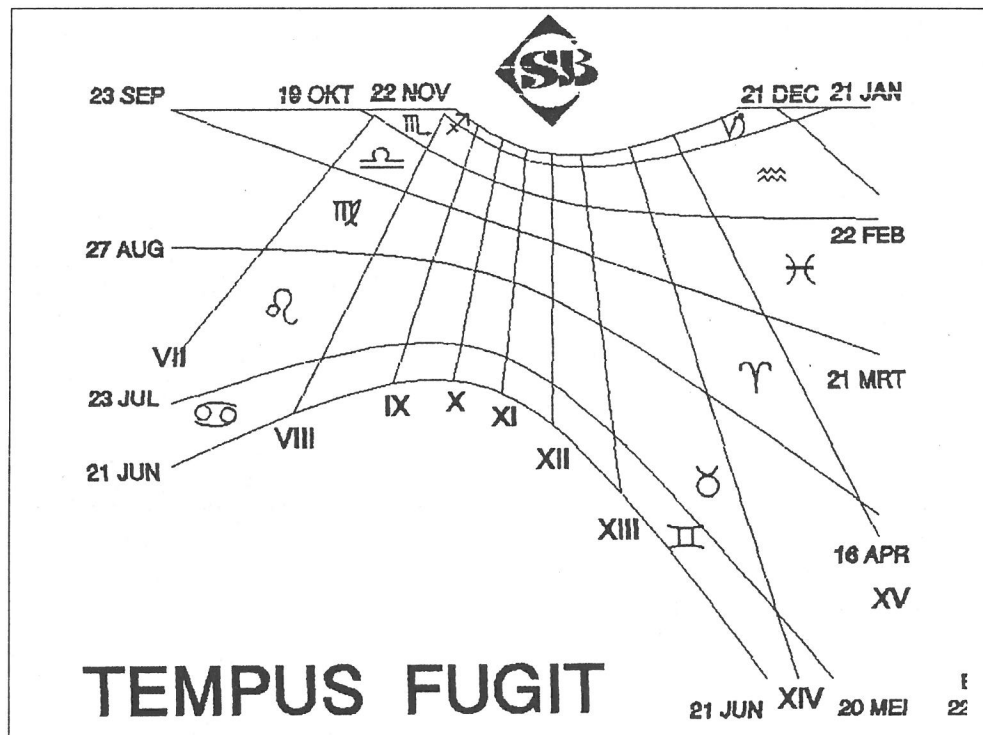 SB
23 SEP 19 OKT 22 NOV 21 DEC 21 JAN
22 FEB
27 AUG
VII
21 MRT
23 JUL
IX X XI
VIII
XII
21 JUN
XIII
16 APR
XV
TEMPUS FUGIT
21 JUN XIV 20 MEI 22